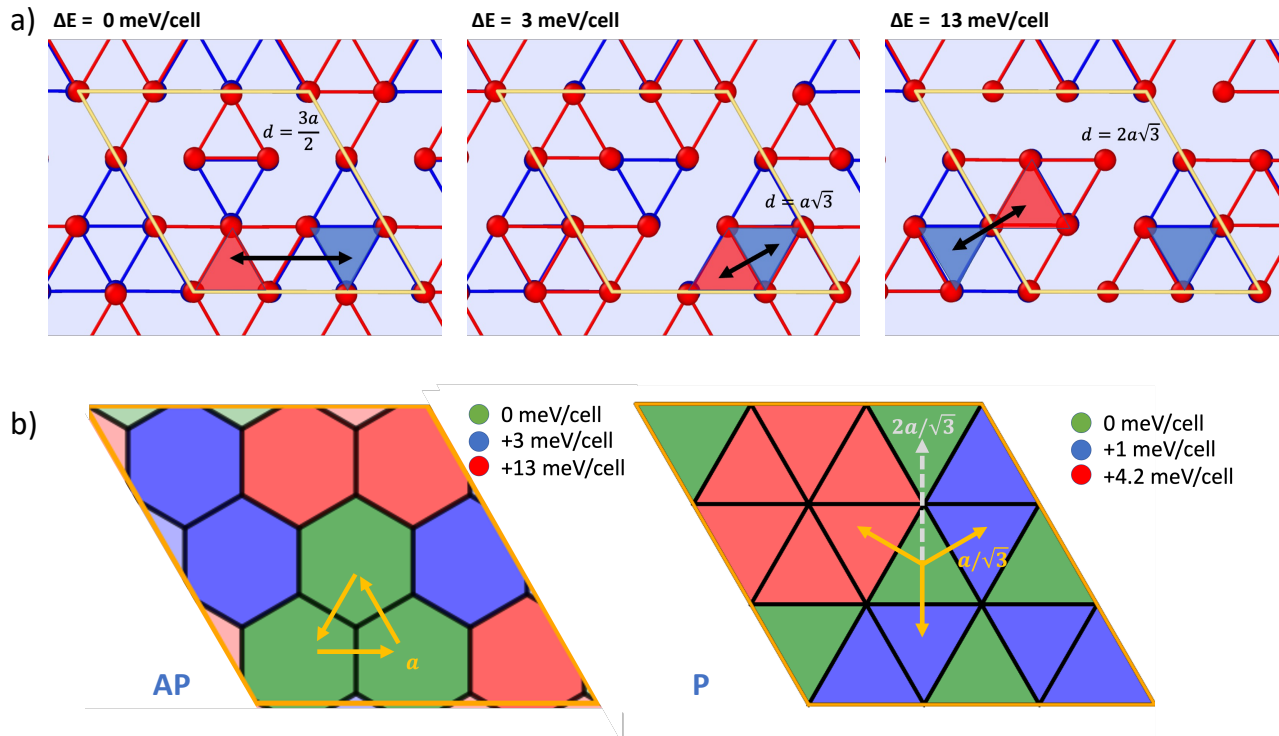 a)
ΔE = 0 meV/cell
ΔE = 3 meV/cell
ΔE = 13 meV/cell
d = 3a/2
d = a√3
d = 2a√3
b)
0 meV/cell
+3 meV/cell
+13 meV/cell
a
AP
2a/√3
a/√3
P
0 meV/cell
+1 meV/cell
+4.2 meV/cell